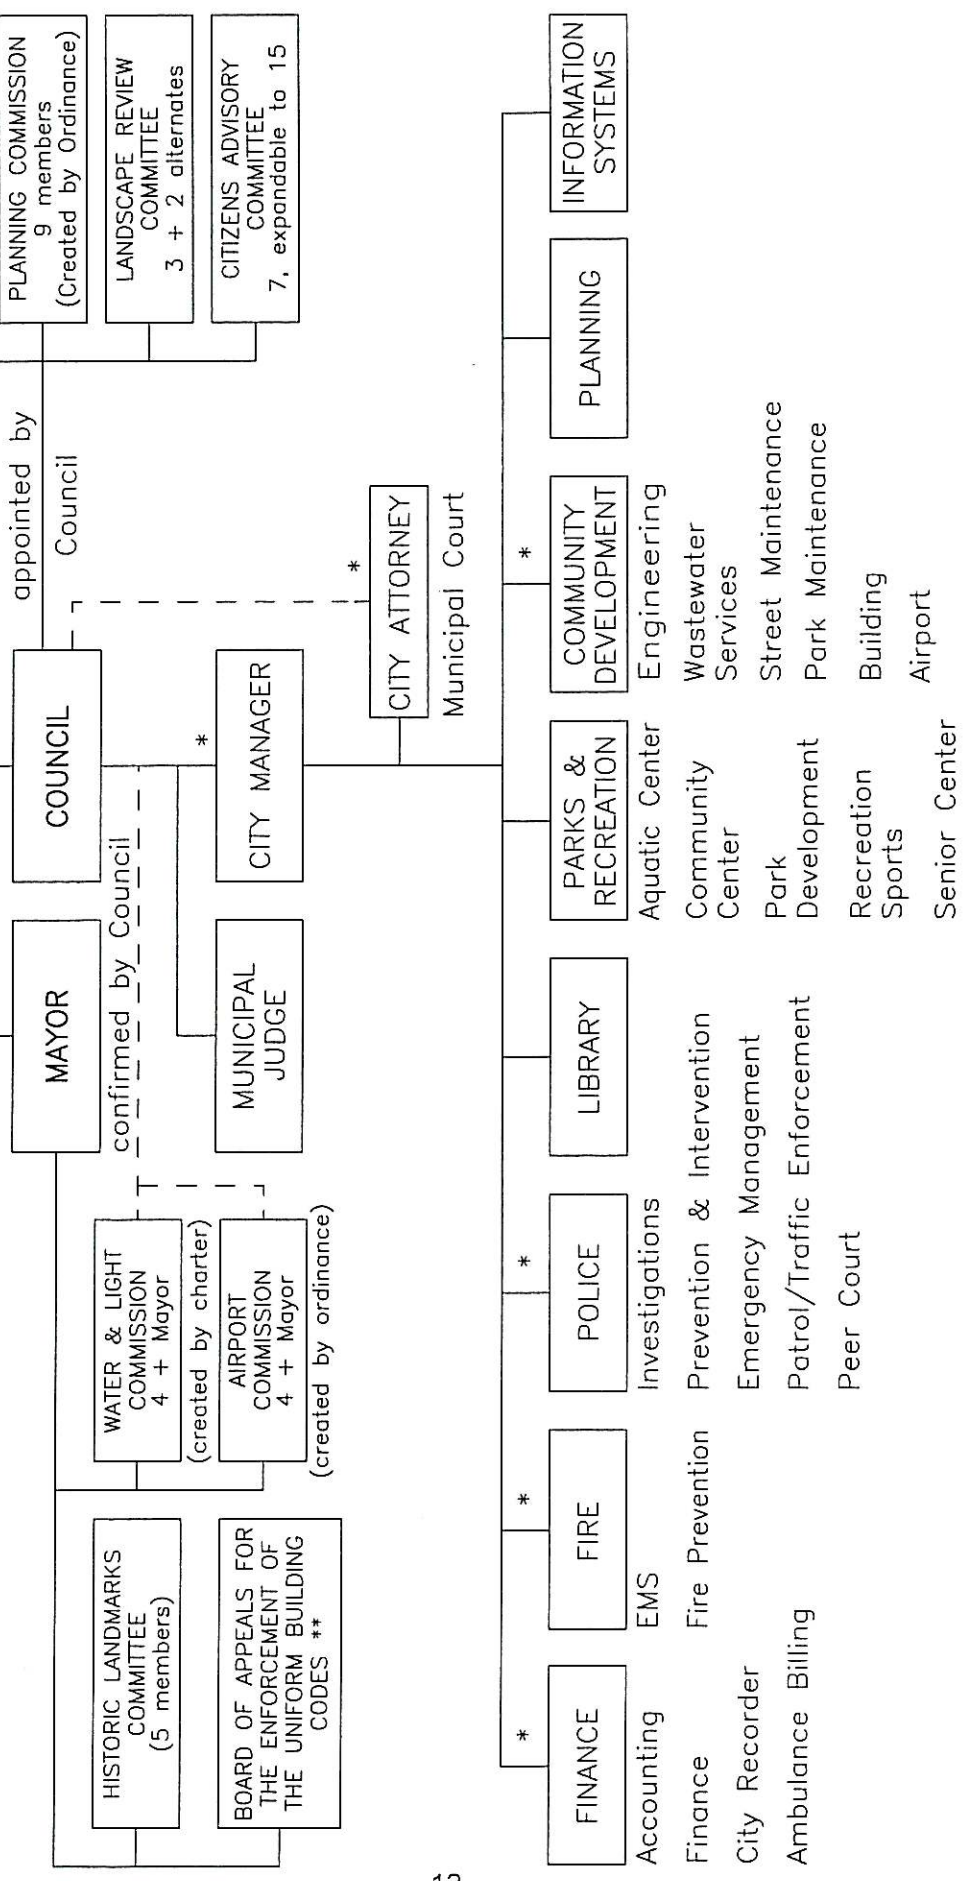 MAYOR
COUNCIL
appointed by
Council
PLANNING COMMISSION
9 members
(Created by Ordinance)
LANDSCAPE REVIEW
COMMITTEE
3 + 2 alternates
CITIZENS ADVISORY
COMMITTEE
7, expandable to 15
confirmed by Council
HISTORIC LANDMARKS
COMMITTEE
(5 members)
BOARD OF APPEALS FOR
THE ENFORCEMENT OF
THE UNIFORM BUILDING
CODES **
WATER & LIGHT
COMMISSION
4 + Mayor
(created by charter)
AIRPORT
COMMISSION
4 + Mayor
(created by ordinance)
MUNICIPAL
JUDGE
*
CITY MANAGER
*
CITY ATTORNEY
Municipal Court
*
FINANCE
Accounting
Finance
City Recorder
Ambulance Billing
*
FIRE
EMS
Fire Prevention
*
POLICE
Investigations
Prevention & Intervention
Emergency Management
Patrol/Traffic Enforcement
Peer Court
LIBRARY
PARKS &
RECREATION
Aquatic Center
Community
Center
Park
Development
Recreation
Sports
Senior Center
*
COMMUNITY
DEVELOPMENT
Engineering
Wastewater
Services
Street Maintenance
Park Maintenance
Building
Airport
PLANNING
INFORMATION
SYSTEMS